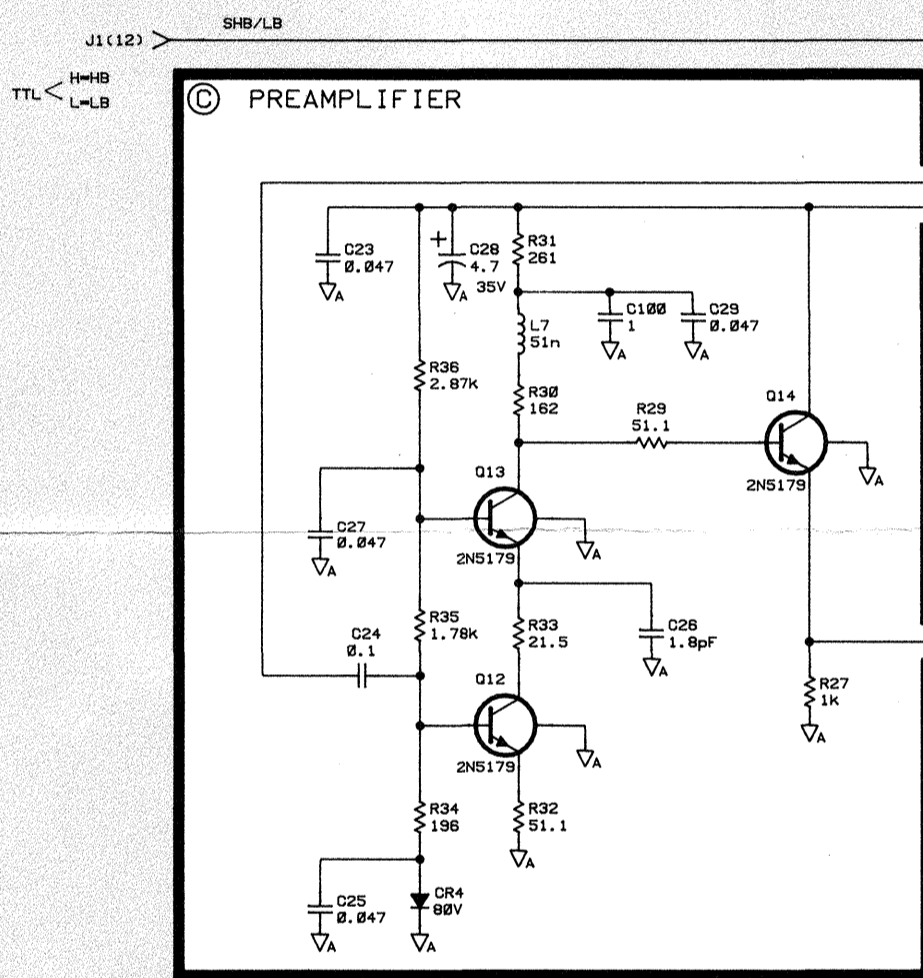 SHB/LB
J1(12)
TTL
H=HB
L=LB
C PREAMPLIFIER
C23
0.047
A
+
C28
4.7
35V
A
R31
261
C100
1
A
C29
0.047
A
L7
51n
R36
2.87k
R30
162
R29
51.1
Q14
2N5179
A
Q13
2N5179
A
C27
0.047
A
R35
1.78k
C24
0.1
R33
21.5
C26
1.8pF
A
Q12
2N5179
A
R27
1k
A
R34
196
R32
51.1
A
C25
0.047
A
CR4
80V
A